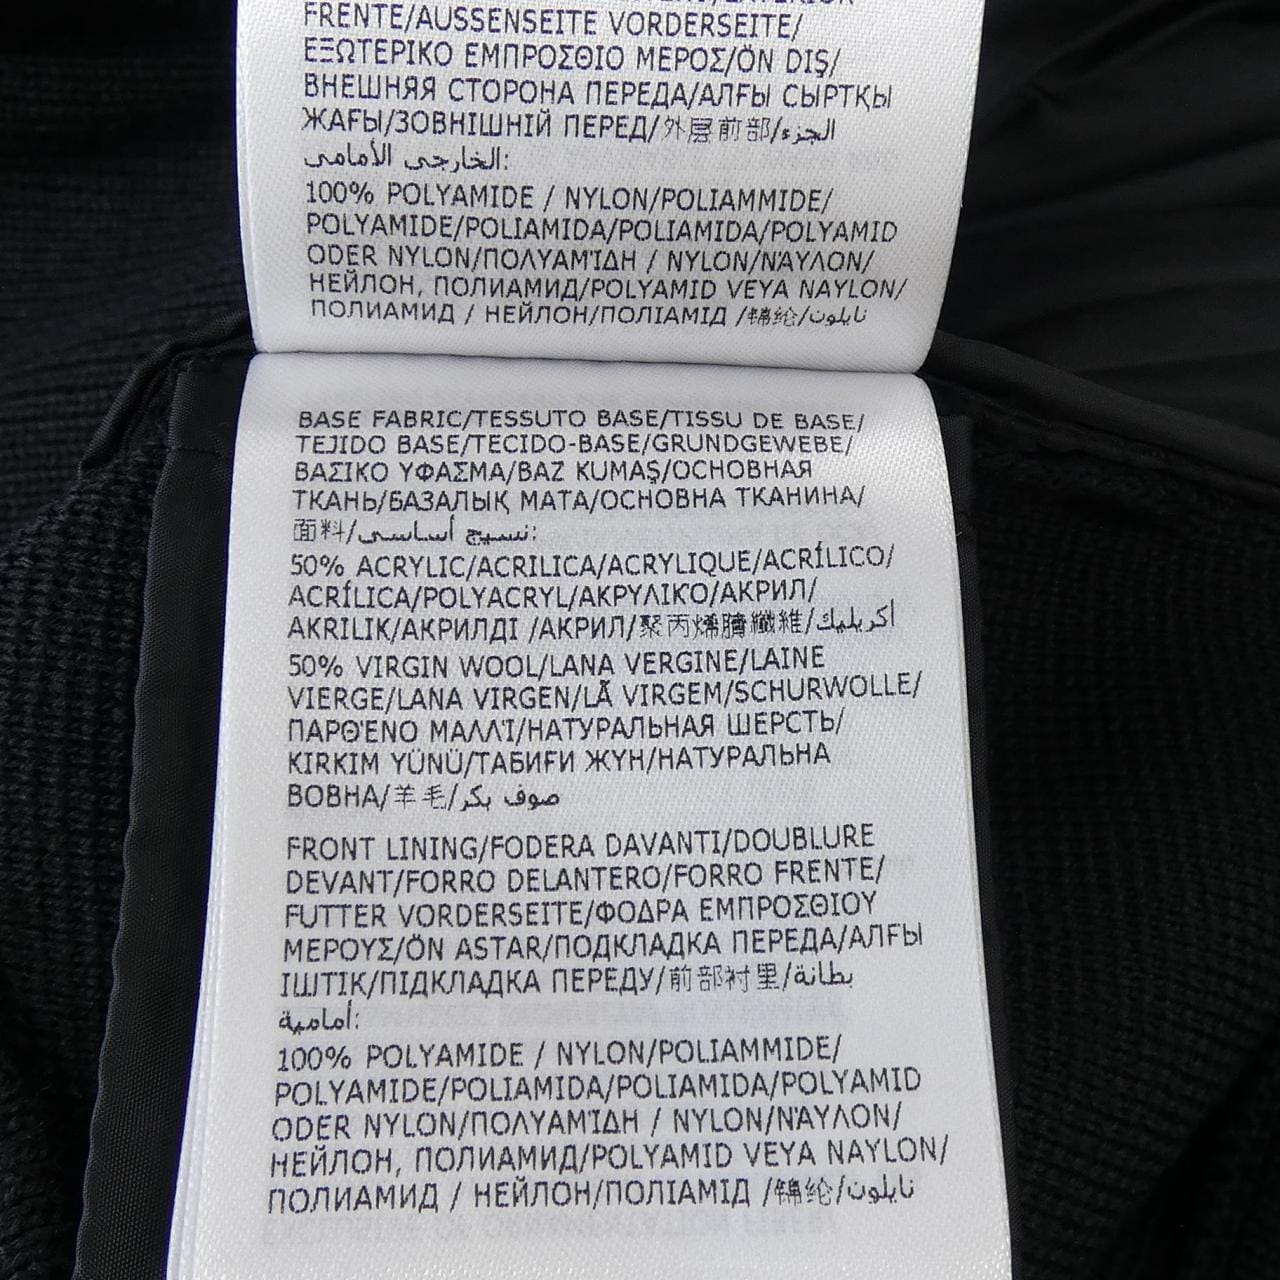 FRENTE/AUSSENSEITE VORDERSEITE/
ΕΞΩΤΕΡΙΚΟ ΕΜΠΡΟΣΘΙΟ ΜΕΡΟΣ/ÖN DIŞ/
ВНЕШНЯЯ СТОРОНА ПЕРЕДА/АЛҒЫ СЫРТҚЫ
ЖАҒЫ/ЗОВНІШНІЙ ПЕРЕД/外层前部/الجزء
الخارجي الأمامي:
100% POLYAMIDE / NYLON/POLIAMMIDE/
POLYAMIDE/POLIAMIDA/POLIAMIDA/POLYAMID
ODER NYLON/ΠΟΛΥΑΜΊΔΗ / NYLON/ΝΆΥΛΟΝ/
НЕЙЛОН, ПОЛИАМИД/POLYAMID VEYA NAYLON/
ПОЛИАМИД / НЕЙЛОН/ПОЛІАМІД /锦纶/نايلون
BASE FABRIC/TESSUTO BASE/TISSU DE BASE/
TEJIDO BASE/TECIDO-BASE/GRUNDGEWEBE/
ΒΑΣΙΚΟ ΥΦΑΣΜΑ/BAZ KUMAŞ/ОСНОВНАЯ
ТКАНЬ/БАЗАЛЫҚ МАТА/ОСНОВНА ТКАНИНА/
面料/نسيج أساسي:
50% ACRYLIC/ACRILICA/ACRYLIQUE/ACRÍLICO/
ACRÍLICA/POLYACRYL/ΑΚΡΥΛΙΚΌ/АКРИЛ/
AKRILIK/АКРИЛДІ /АКРИЛ/聚丙烯腈纖維/أكريليك
50% VIRGIN WOOL/LANA VERGINE/LAINE
VIERGE/LANA VIRGEN/LÃ VIRGEM/SCHURWOLLE/
ΠΑΡΘΈΝΟ ΜΑΛΛΊ/НАТУРАЛЬНАЯ ШЕРСТЬ/
KIRKIM YÜNÜ/ТАБИҒИ ЖҮН/НАТУРАЛЬНА
ВОВНА/羊毛/صوف بكر
FRONT LINING/FODERA DAVANTI/DOUBLURE
DEVANT/FORRO DELANTERO/FORRO FRENTE/
FUTTER VORDERSEITE/ΦΟΔΡΑ ΕΜΠΡΟΣΘΙΟΥ
ΜΕΡΟΥΣ/ÖN ASTAR/ПОДКЛАДКА ПЕРЕДА/АЛҒЫ
ІШТІК/ПІДКЛАДКА ПЕРЕДУ/前部衬里/بطانة
أمامية:
100% POLYAMIDE / NYLON/POLIAMMIDE/
POLYAMIDE/POLIAMIDA/POLIAMIDA/POLYAMID
ODER NYLON/ΠΟΛΥΑΜΊΔΗ / NYLON/ΝΆΥΛΟΝ/
НЕЙЛОН, ПОЛИАМИД/POLYAMID VEYA NAYLON/
ПОЛИАМИД / НЕЙЛОН/ПОЛІАМІД /锦纶/نايلون